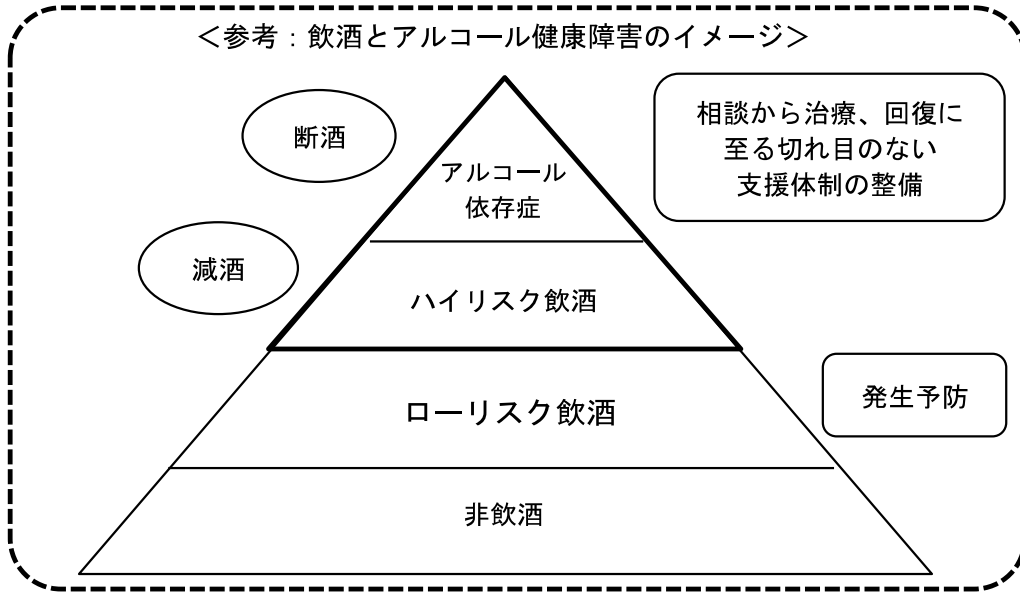 ＜参考：飲酒とアルコール健康障害のイメージ＞
断酒
アルコール
依存症
相談から治療、回復に
至る切れ目のない
支援体制の整備
減酒
ハイリスク飲酒
ローリスク飲酒
発生予防
非飲酒